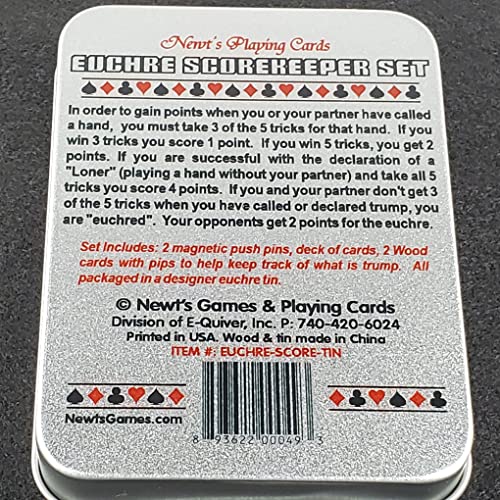 Newt's Playing Cards
EUCHRE SCOREKEEPER SET
In order to gain points when you or your partner have called
a hand, you must take 3 of the 5 tricks for that hand. If you
win 3 tricks you score 1 point. If you win 5 tricks, you get 2
points. If you are successful with the declaration of a
"Loner" (playing a hand without your partner) and take all 5
tricks you score 4 points. If you and your partner don't get 3
of the 5 tricks when you have called or declared trump, you
are "euchred". Your opponents get 2 points for the euchre.
Set Includes: 2 magnetic push pins, deck of cards, 2 Wood
cards with pips to help keep track of what is trump. All
packaged in a designer euchre tin.
© Newt's Games & Playing Cards
Division of E-Quiver, Inc. P: 740-420-6024
Printed in USA. Wood & tin made in China
ITEM #: EUCHRE-SCORE-TIN
NewtsGames.com
8 93622 00049 3